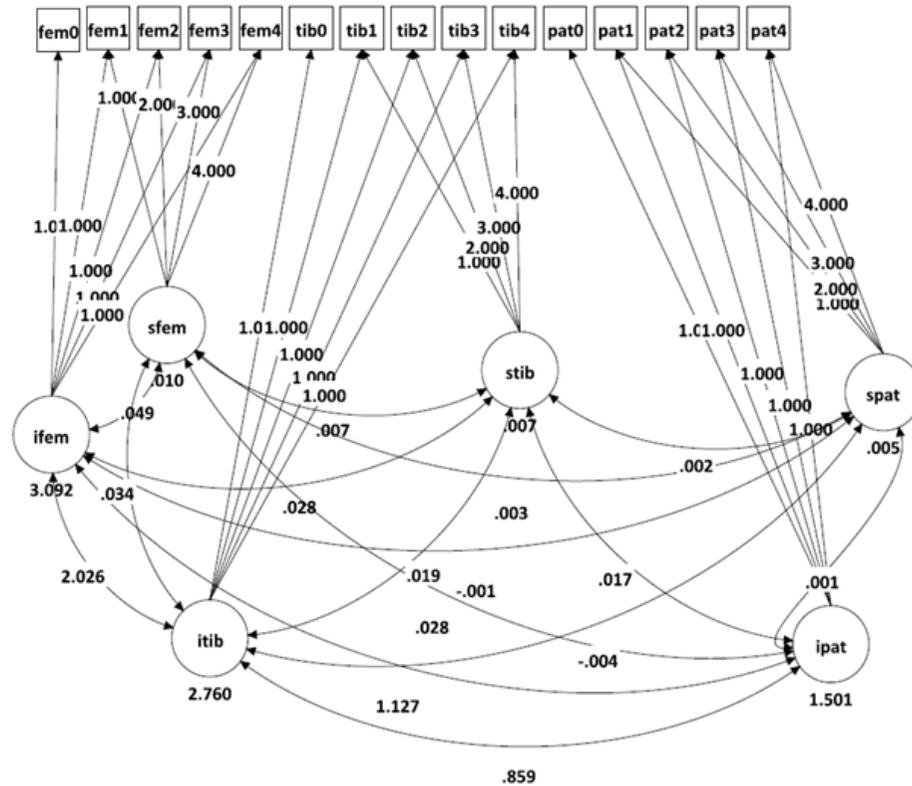 fem0 fem1 fem2 fem3 fem4 tib0 tib1 tib2 tib3 tib4 pat0 pat1 pat2 pat3 pat4
1.000 2.000 3.000
4.000
4.000
4.000
1.000 3.000
2.000
1.000 1.000 3.000
1.000 2.000
1.000 1.000
sfem 1.000 1.000
1.000
stib 1.000
.010 1.000 spat
1.000 1.000
.049 .007 1.000
ifem .007 .005
.002
3.092 .034
.028 .003
2.026 .019 .017 .001
-.001
.028
itib ipat
-.004
2.760 1.127 1.501
.859